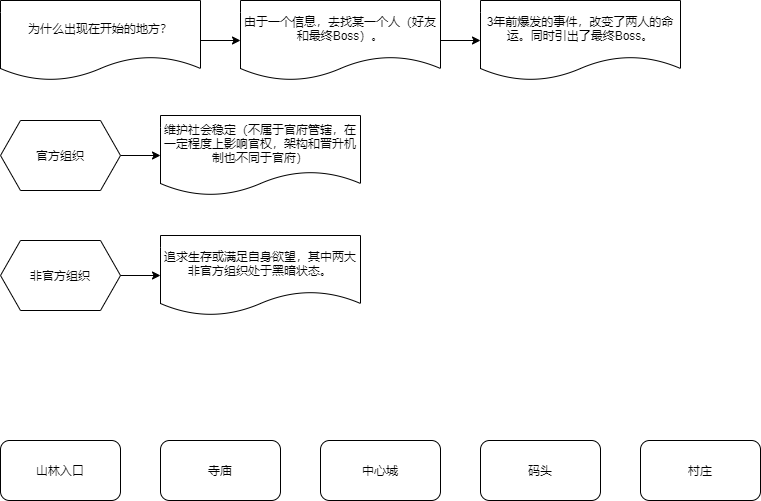 为什么出现在开始的地方？
由于一个信息，去找某一个人（好友
和最终Boss）。
3年前爆发的事件，改变了两人的命
运。同时引出了最终Boss。
官方组织
维护社会稳定（不属于官府管辖，在
一定程度上影响官权，架构和晋升机
制也不同于官府）
非官方组织
追求生存或满足自身欲望，其中两大
非官方组织处于黑暗状态。
山林入口
寺庙
中心城
码头
村庄